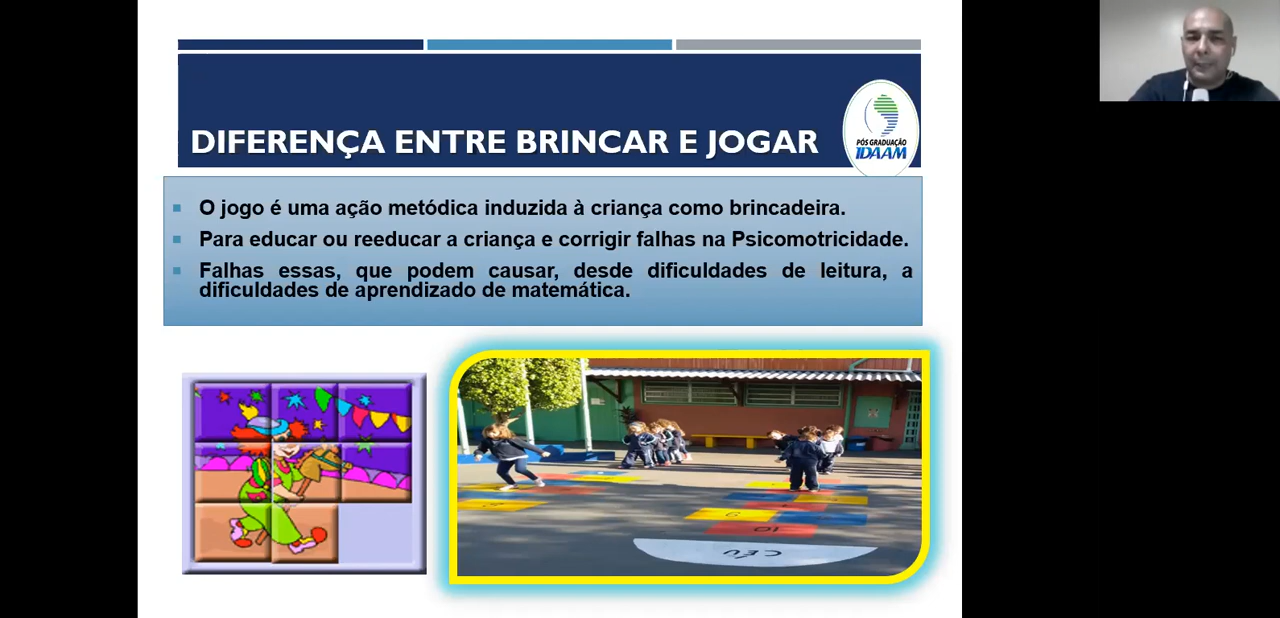 DIFERENÇA ENTRE BRINCAR E JOGAR
PÓS GRADUAÇÃO
IDAAM
O jogo é uma ação metódica induzida à criança como brincadeira.
Para educar ou reeducar a criança e corrigir falhas na Psicomotricidade.
Falhas essas, que podem causar, desde dificuldades de leitura, a
dificuldades de aprendizado de matemática.
10
CÉU